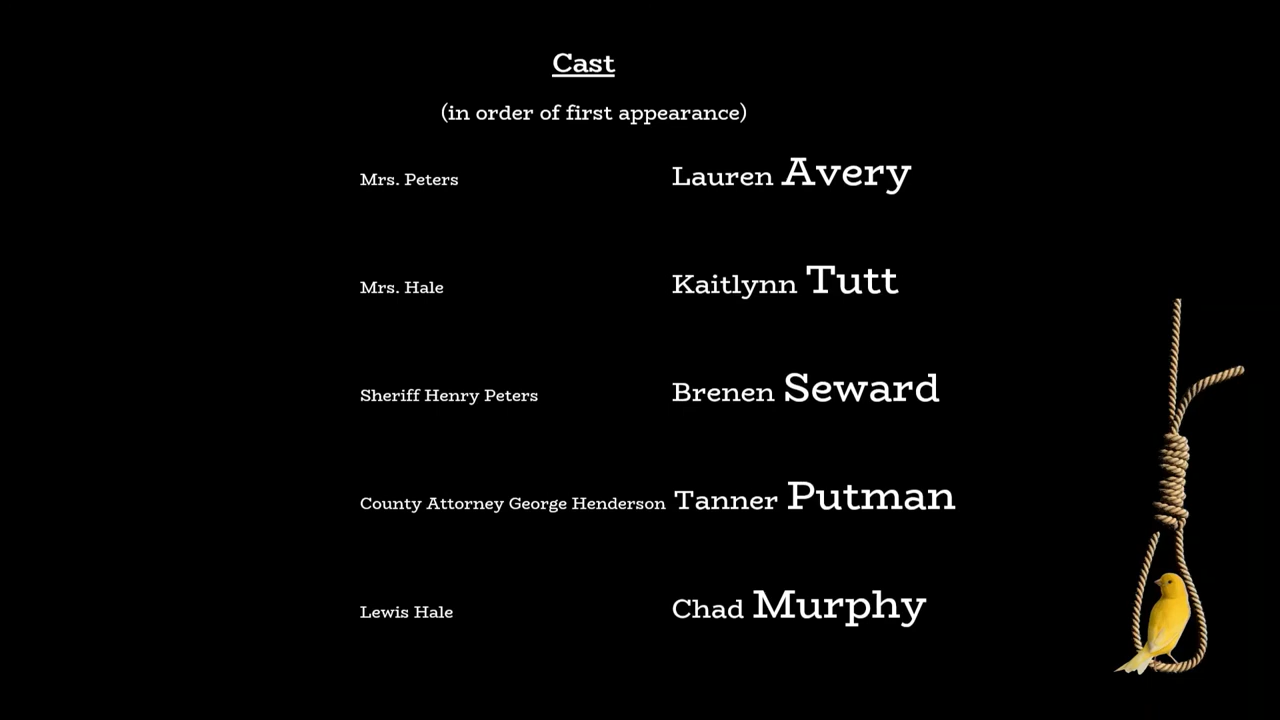 Cast
(in order of first appearance)
Mrs. Peters Lauren Avery
Mrs. Hale Kaitlynn Tutt
Sheriff Henry Peters Brenen Seward
County Attorney George Henderson Tanner Putman
Lewis Hale Chad Murphy